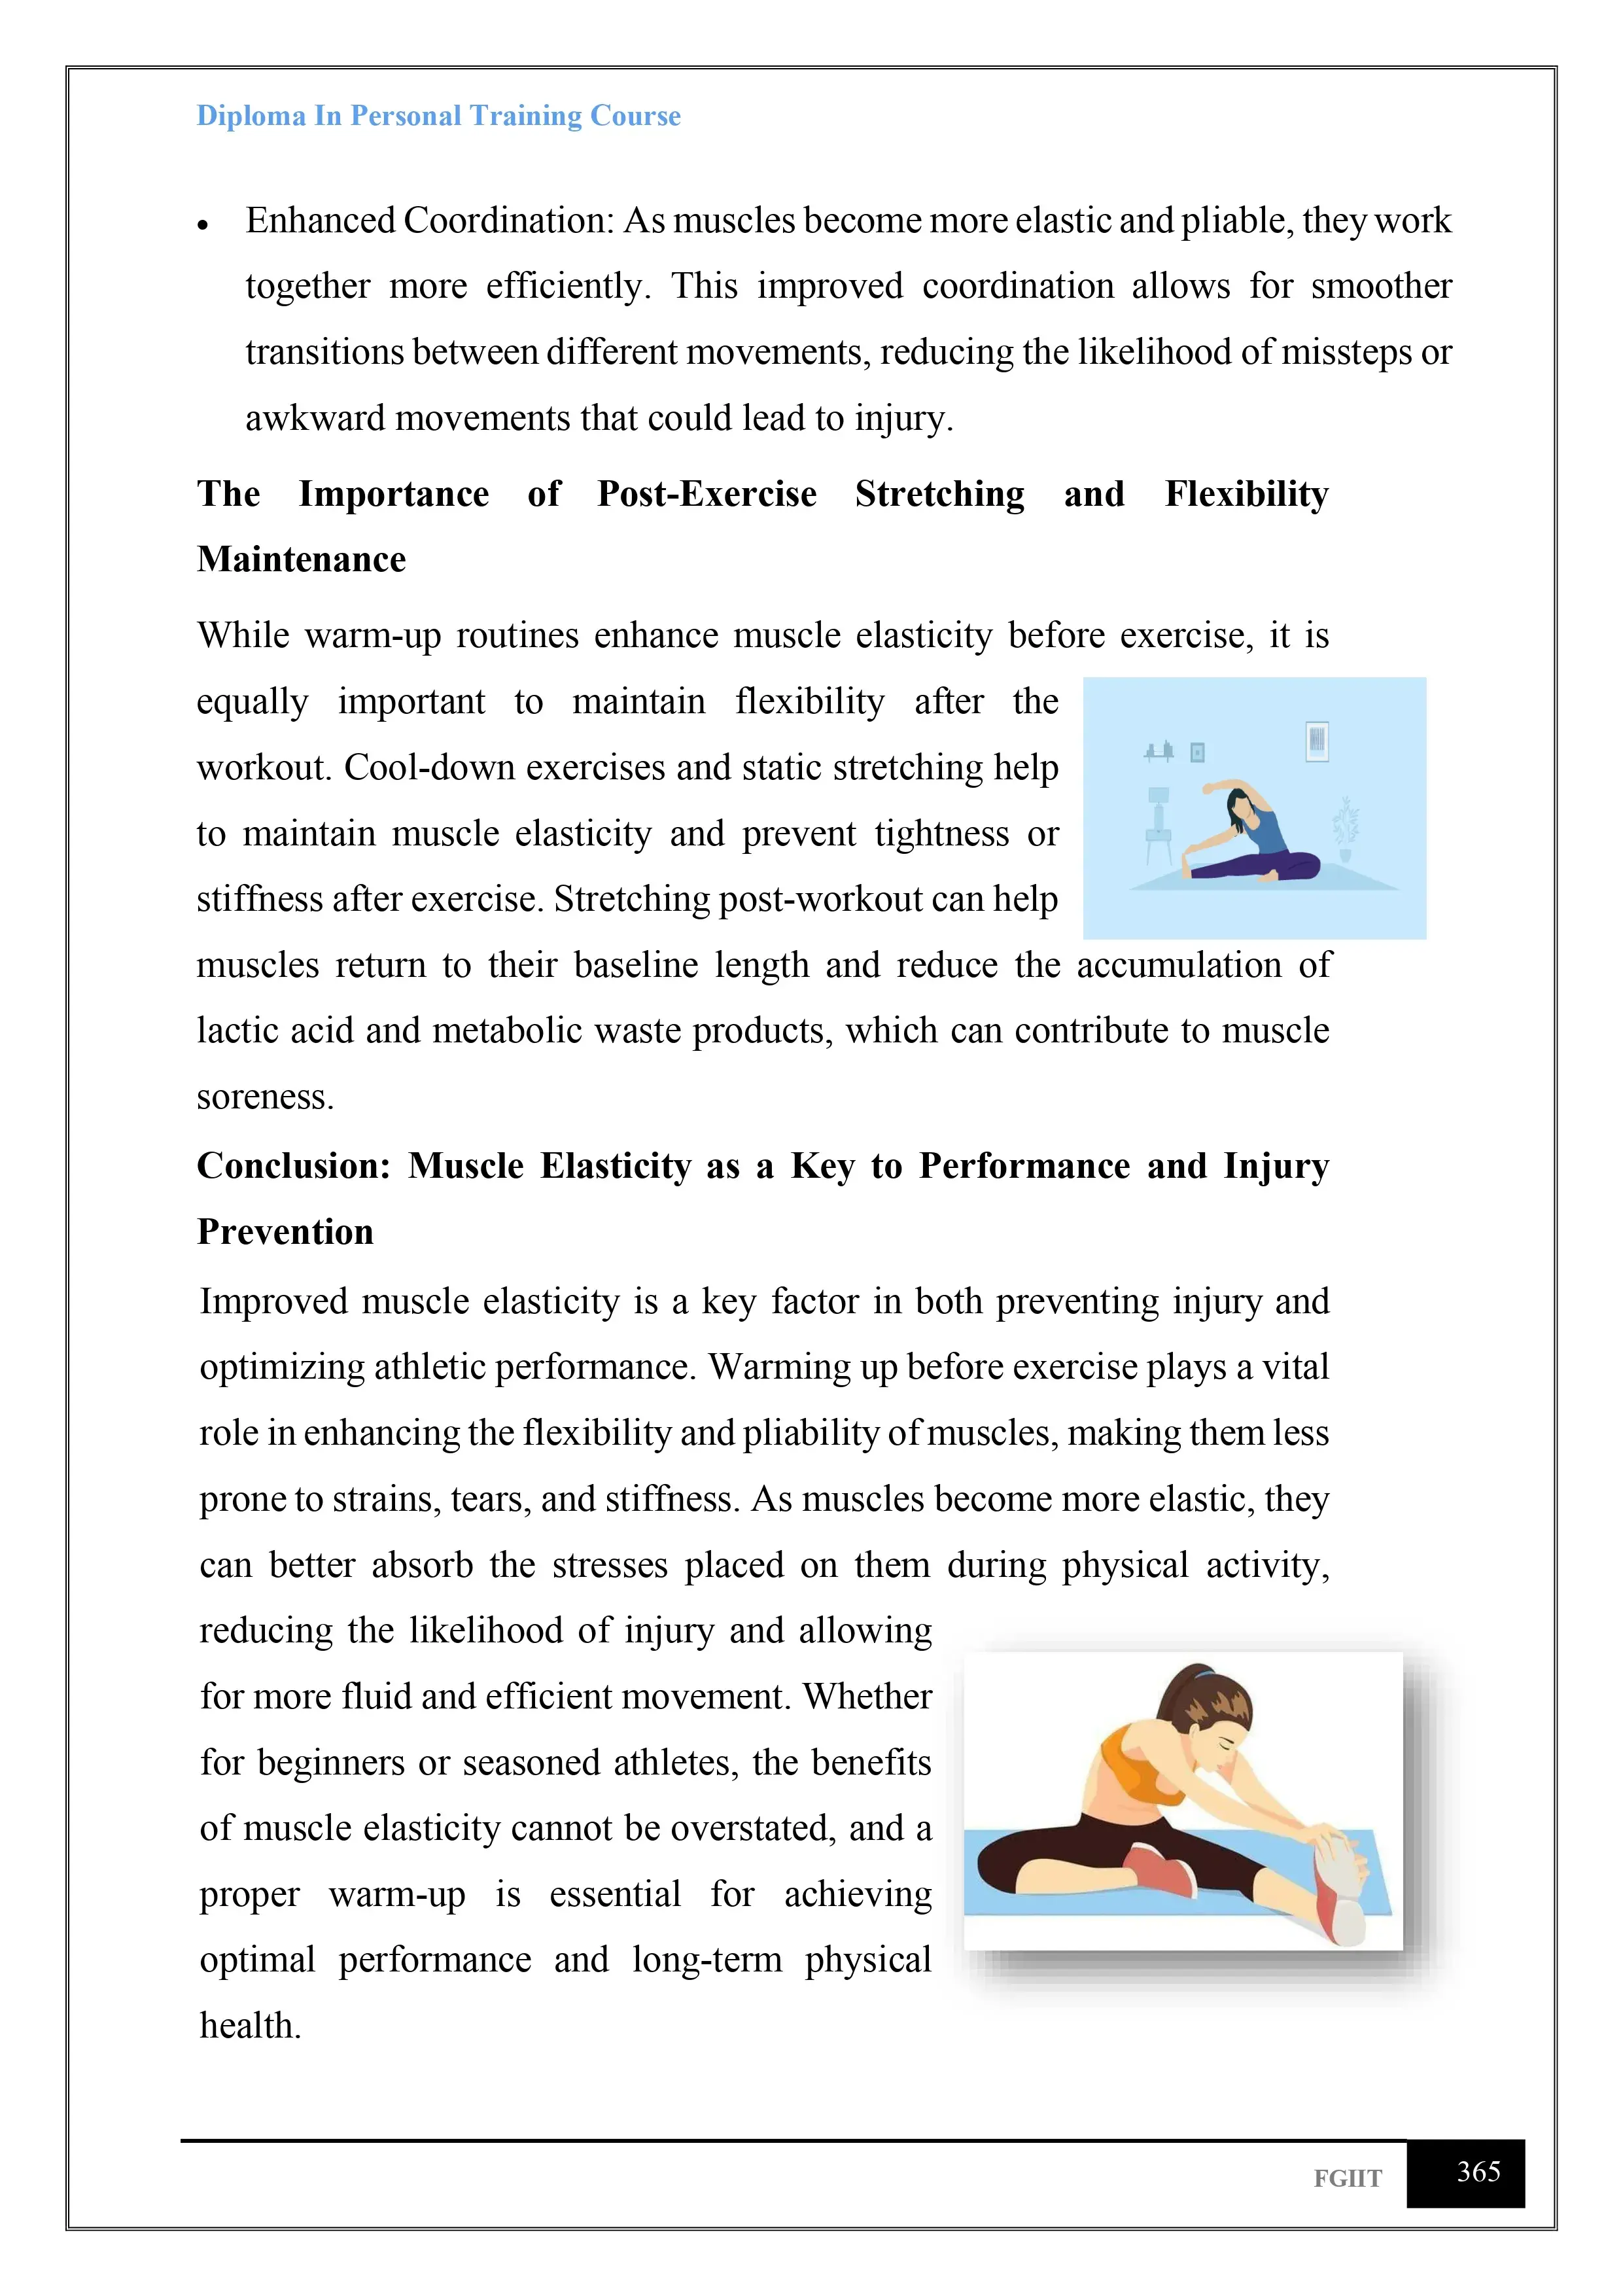 Diploma In Personal Training Course
• Enhanced Coordination: As muscles become more elastic and pliable, they work
together more efficiently. This improved coordination allows for smoother
transitions between different movements, reducing the likelihood of missteps or
awkward movements that could lead to injury.
The Importance of Post-Exercise Stretching and Flexibility
Maintenance
While warm-up routines enhance muscle elasticity before exercise, it is
equally important to maintain flexibility after the
workout. Cool-down exercises and static stretching help
to maintain muscle elasticity and prevent tightness or
stiffness after exercise. Stretching post-workout can help
muscles return to their baseline length and reduce the accumulation of
lactic acid and metabolic waste products, which can contribute to muscle
soreness.
Conclusion: Muscle Elasticity as a Key to Performance and Injury
Prevention
Improved muscle elasticity is a key factor in both preventing injury and
optimizing athletic performance. Warming up before exercise plays a vital
role in enhancing the flexibility and pliability of muscles, making them less
prone to strains, tears, and stiffness. As muscles become more elastic, they
can better absorb the stresses placed on them during physical activity,
reducing the likelihood of injury and allowing
for more fluid and efficient movement. Whether
for beginners or seasoned athletes, the benefits
of muscle elasticity cannot be overstated, and a
proper warm-up is essential for achieving
optimal performance and long-term physical
health.
FGIIT
365